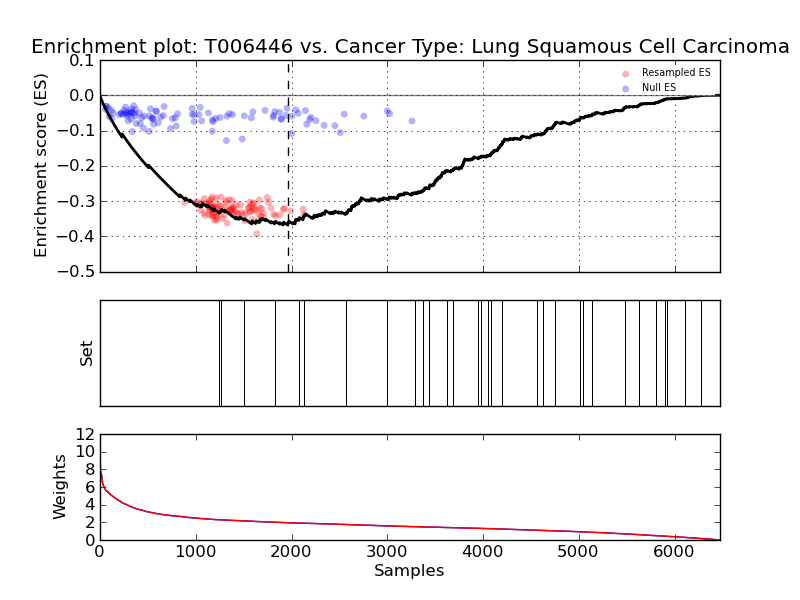 Enrichment plot: T006446 vs. Cancer Type: Lung Squamous Cell Carcinoma
0.1
0.0
−0.1
−0.2
−0.3
−0.4
−0.5
Enrichment score (ES)
Resampled ES
Null ES
Set
12
10
8
6
4
2
0
Weights
0 1000 2000 3000 4000 5000 6000
Samples